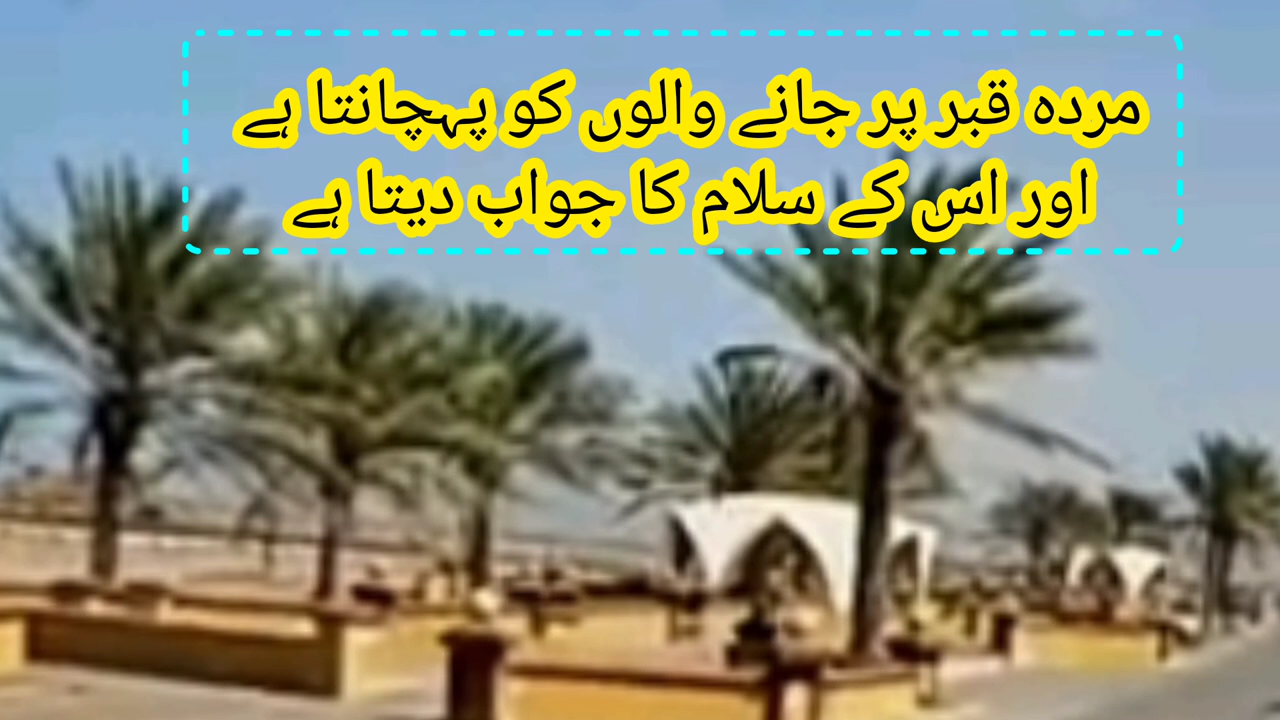 مردہ قبر پر جانے والوں کو پہچانتا ہے
اور اس کے سلام کا جواب دیتا ہے